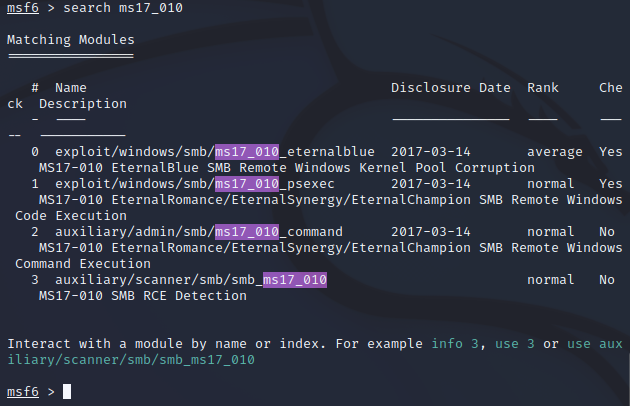 msf6 > search ms17_010
Matching Modules
================
#  Name                                      Disclosure Date  Rank     Che
ck  Description
-  ----                                      ---------------  ----     ---
--  -----------
0  exploit/windows/smb/ms17_010_eternalblue  2017-03-14       average  Yes
MS17-010 EternalBlue SMB Remote Windows Kernel Pool Corruption
1  exploit/windows/smb/ms17_010_psexec       2017-03-14       normal   Yes
MS17-010 EternalRomance/EternalSynergy/EternalChampion SMB Remote Windows
Code Execution
2  auxiliary/admin/smb/ms17_010_command      2017-03-14       normal   No
MS17-010 EternalRomance/EternalSynergy/EternalChampion SMB Remote Windows
Command Execution
3  auxiliary/scanner/smb/smb_ms17_010                         normal   No
MS17-010 SMB RCE Detection
Interact with a module by name or index. For example info 3, use 3 or use aux
iliary/scanner/smb/smb_ms17_010
msf6 >